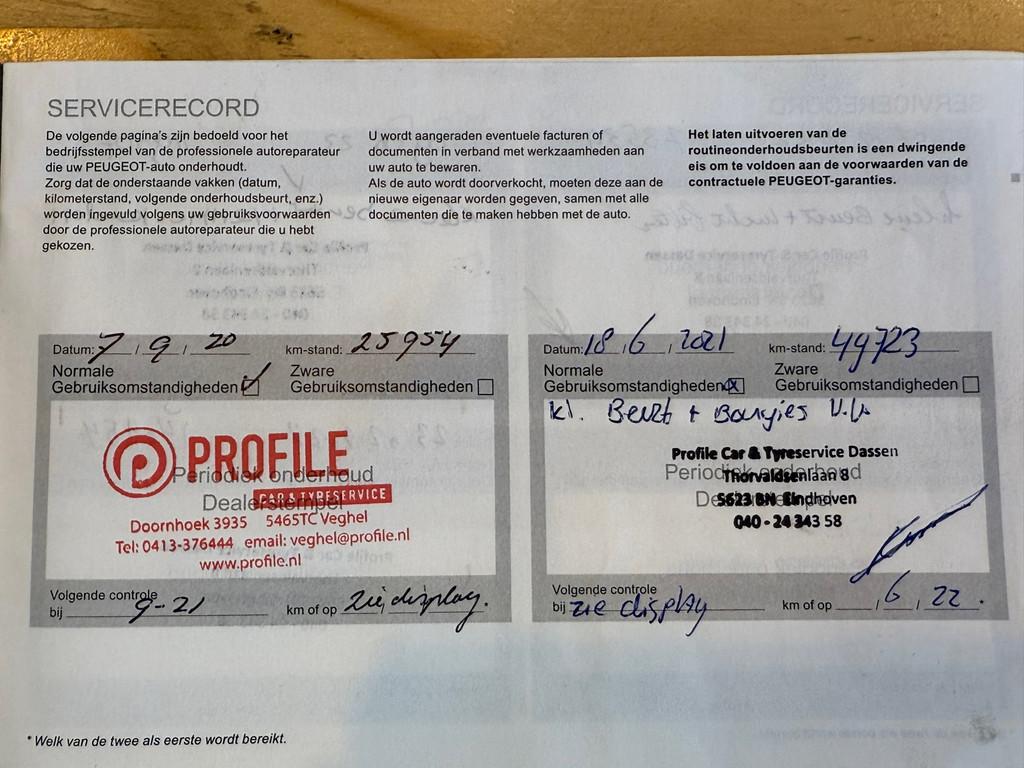 SERVICERECORD
De volgende pagina's zijn bedoeld voor het
bedrijfsstempel van de professionele autoreparateur
die uw PEUGEOT-auto onderhoudt.
Zorg dat de onderstaande vakken (datum,
kilometerstand, volgende onderhoudsbeurt, enz.)
worden ingevuld volgens uw gebruiksvoorwaarden
door de professionele autoreparateur die u hebt
gekozen.
U wordt aangeraden eventuele facturen of
documenten in verband met werkzaamheden aan
uw auto te bewaren.
Als de auto wordt doorverkocht, moeten deze aan de
nieuwe eigenaar worden gegeven, samen met alle
documenten die te maken hebben met de auto.
Het laten uitvoeren van de
routineonderhoudsbeurten is een dwingende
eis om te voldoen aan de voorwaarden van de
contractuele PEUGEOT-garanties.
Datum: 7 / 9 / 20 km-stand: 25954
Normale Zware
Gebruiksomstandigheden Gebruiksomstandigheden
PROFILE
Periodiek onderhoud
CAR & TYRESERVICE
Dealerstempel
Doornhoek 3935 5465TC Veghel
Tel: 0413-376444 email: veghel@profile.nl
www.profile.nl
Volgende controle
bij 9-21 km of op zie display.
Datum: 18 / 6 / 2021 km-stand: 49723
Normale Zware
Gebruiksomstandigheden Gebruiksomstandigheden
kl. Beurt +
Profile Car & Tyreservice Dassen
Periodiek onderhoud
Thorvaldsenlaan 8
Dealerstempel
5623 BN Eindhoven
040 - 24 343 58
Volgende controle
bij zie display km of op / 6 / 22.
* Welk van de twee als eerste wordt bereikt.